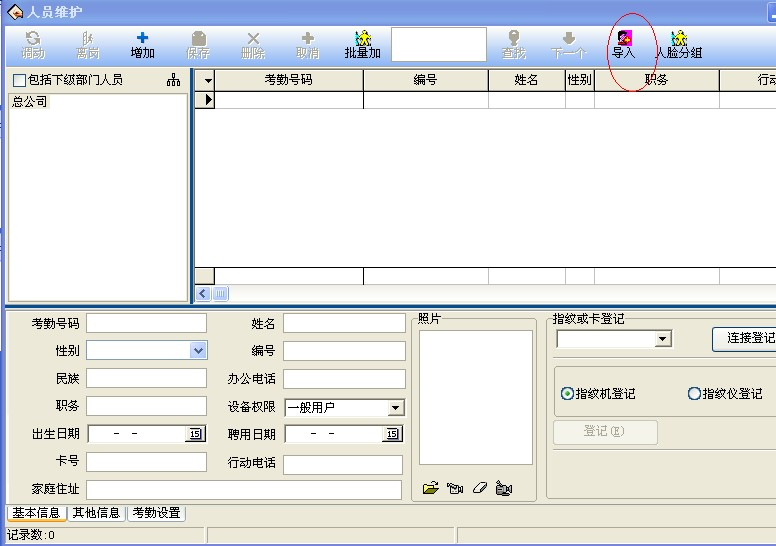 人员维护
调动 离岗 增加 保存 删除 取消 批量加 查找 下一个 导入 人脸分组
包括下级部门人员
总公司
考勤号码 编号 姓名 性别 职务 行动
考勤号码 姓名 照片 指纹或卡登记
性别 编号 连接登记
民族 办公电话
职务 设备权限 一般用户 指纹机登记 指纹仪登记
出生日期 - - 15 聘用日期 - - 15 登记(E)
卡号 行动电话
家庭住址
基本信息 其他信息 考勤设置
记录数:0